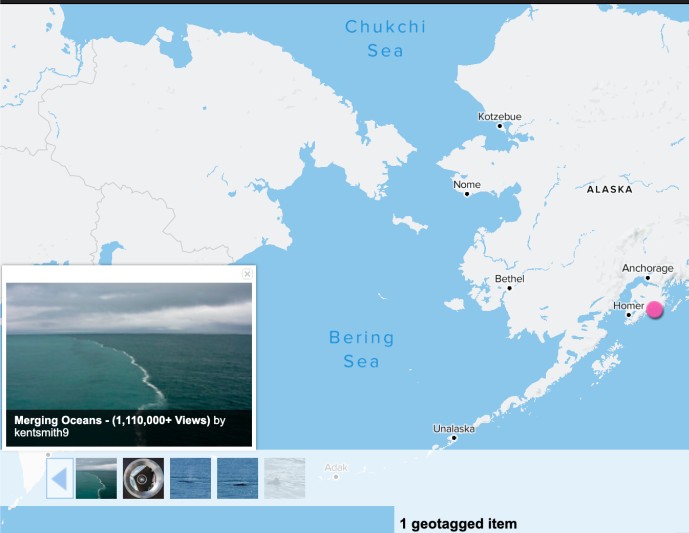 Chukchi
Sea
Kotzebue
Nome
ALASKA
Anchorage
Bethel
Homer
Bering
Sea
Merging Oceans - (1,110,000+ Views) by
kentsmith9
Unalaska
Adak
1 geotagged item